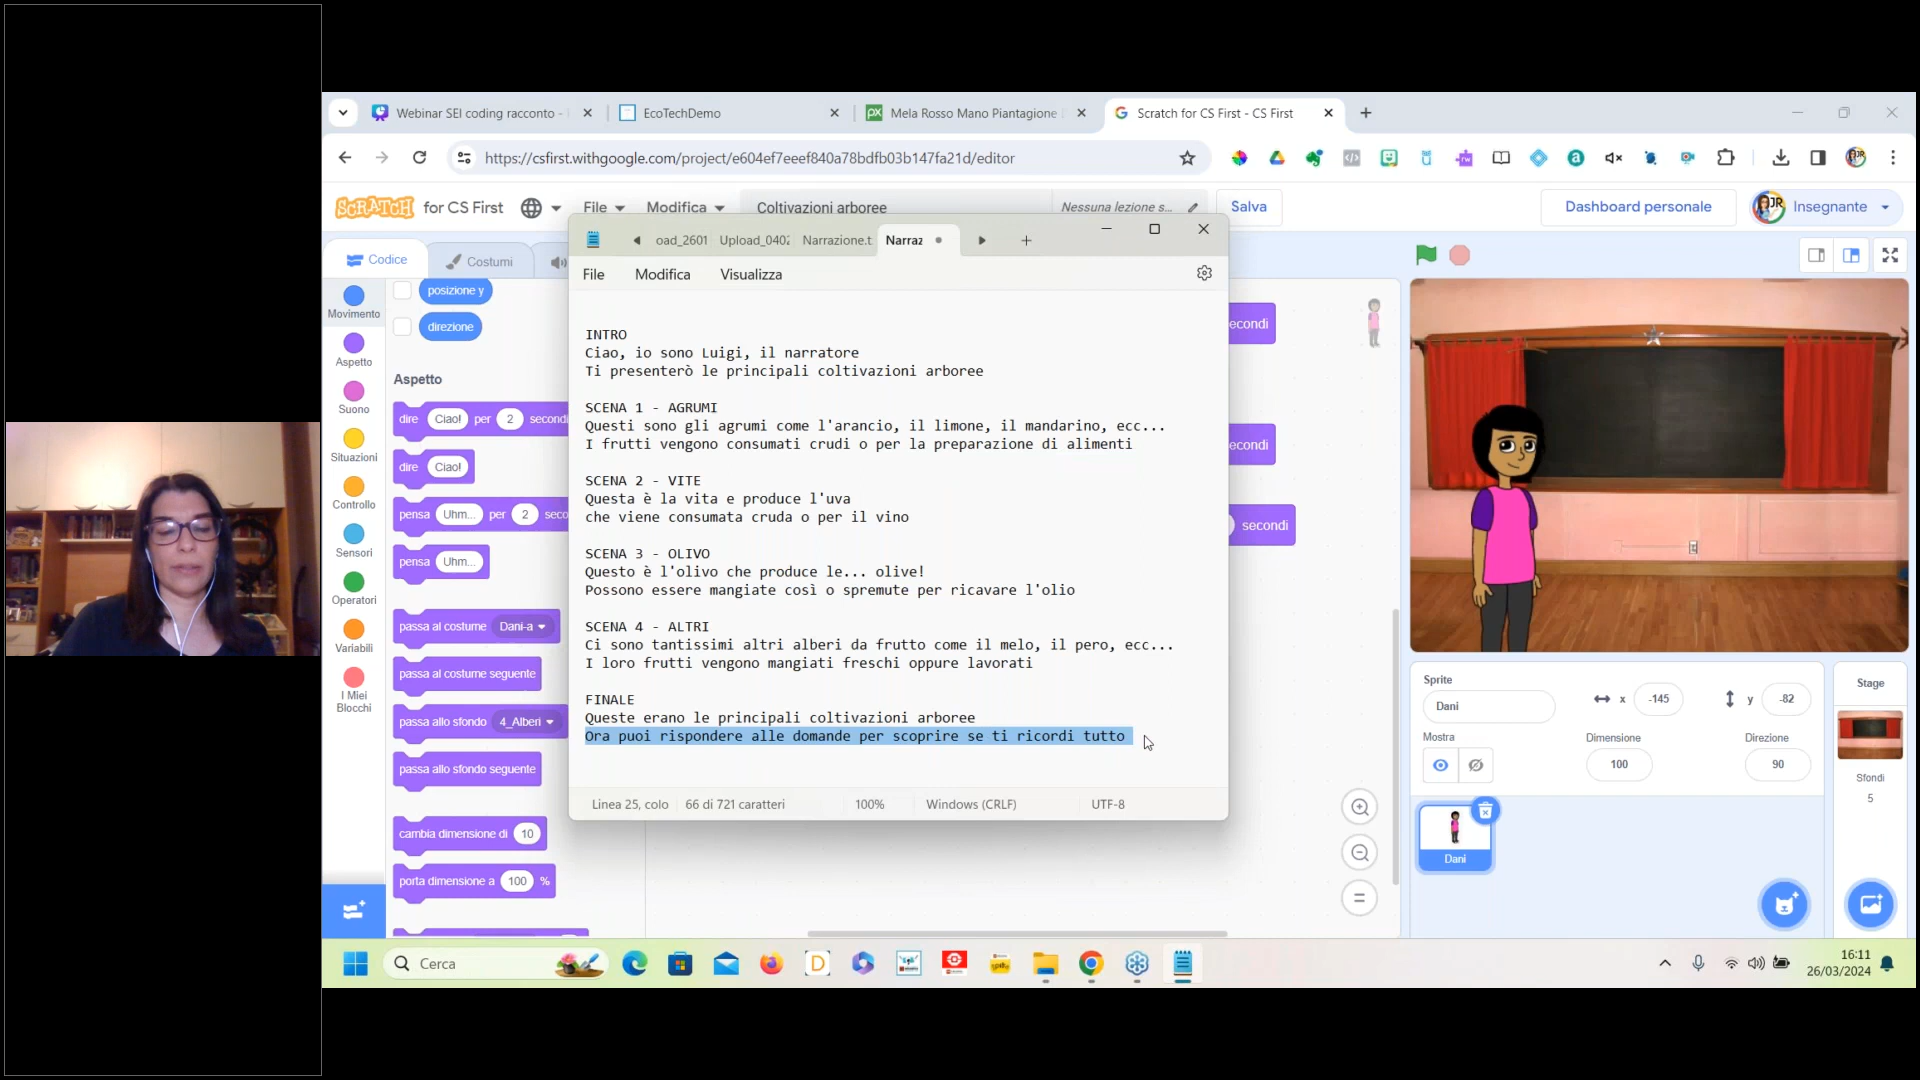 Webinar SEI coding racconto -
EcoTechDemo
Mela Rosso Mano Piantagione
Scratch for CS First - CS First
https://csfirst.withgoogle.com/project/e604ef7eeef840a78bdfb03b147fa21d/editor
SCRATCH for CS First
File
Modifica
Coltivazioni arboree
Nessuna lezione s...
Salva
Dashboard personale
Insegnante
Codice
Costumi
oad_2601
Upload_0402
Narrazione.t
Narraz
File
Modifica
Visualizza
INTRO
Ciao, io sono Luigi, il narratore
Ti presenterò le principali coltivazioni arboree
SCENA 1 - AGRUMI
Questi sono gli agrumi come l'arancio, il limone, il mandarino, ecc...
I frutti vengono consumati crudi o per la preparazione di alimenti
SCENA 2 - VITE
Questa è la vita e produce l'uva
che viene consumata cruda o per il vino
SCENA 3 - OLIVO
Questo è l'olivo che produce le... olive!
Possono essere mangiate così o spremute per ricavare l'olio
SCENA 4 - ALTRI
Ci sono tantissimi altri alberi da frutto come il melo, il pero, ecc...
I loro frutti vengono mangiati freschi oppure lavorati
FINALE
Queste erano le principali coltivazioni arboree
Ora puoi rispondere alle domande per scoprire se ti ricordi tutto
Linea 25, colo
66 di 721 caratteri
100%
Windows (CRLF)
UTF-8
Movimento
Aspetto
Suono
Situazioni
Controllo
Sensori
Operatori
Variabili
I Miei
Blocchi
posizione y
direzione
Aspetto
dire Ciao! per 2 secondi
dire Ciao!
pensa Uhm... per 2 seco
pensa Uhm...
passa al costume Dani-a
passa al costume seguente
passa allo sfondo 4_Alberi
passa allo sfondo seguente
cambia dimensione di 10
porta dimensione a 100 %
econdi
econdi
secondi
Sprite
Dani
x -145
y -82
Mostra
Dimensione
100
Direzione
90
Dani
Stage
Sfondi
5
Cerca
16:11
26/03/2024